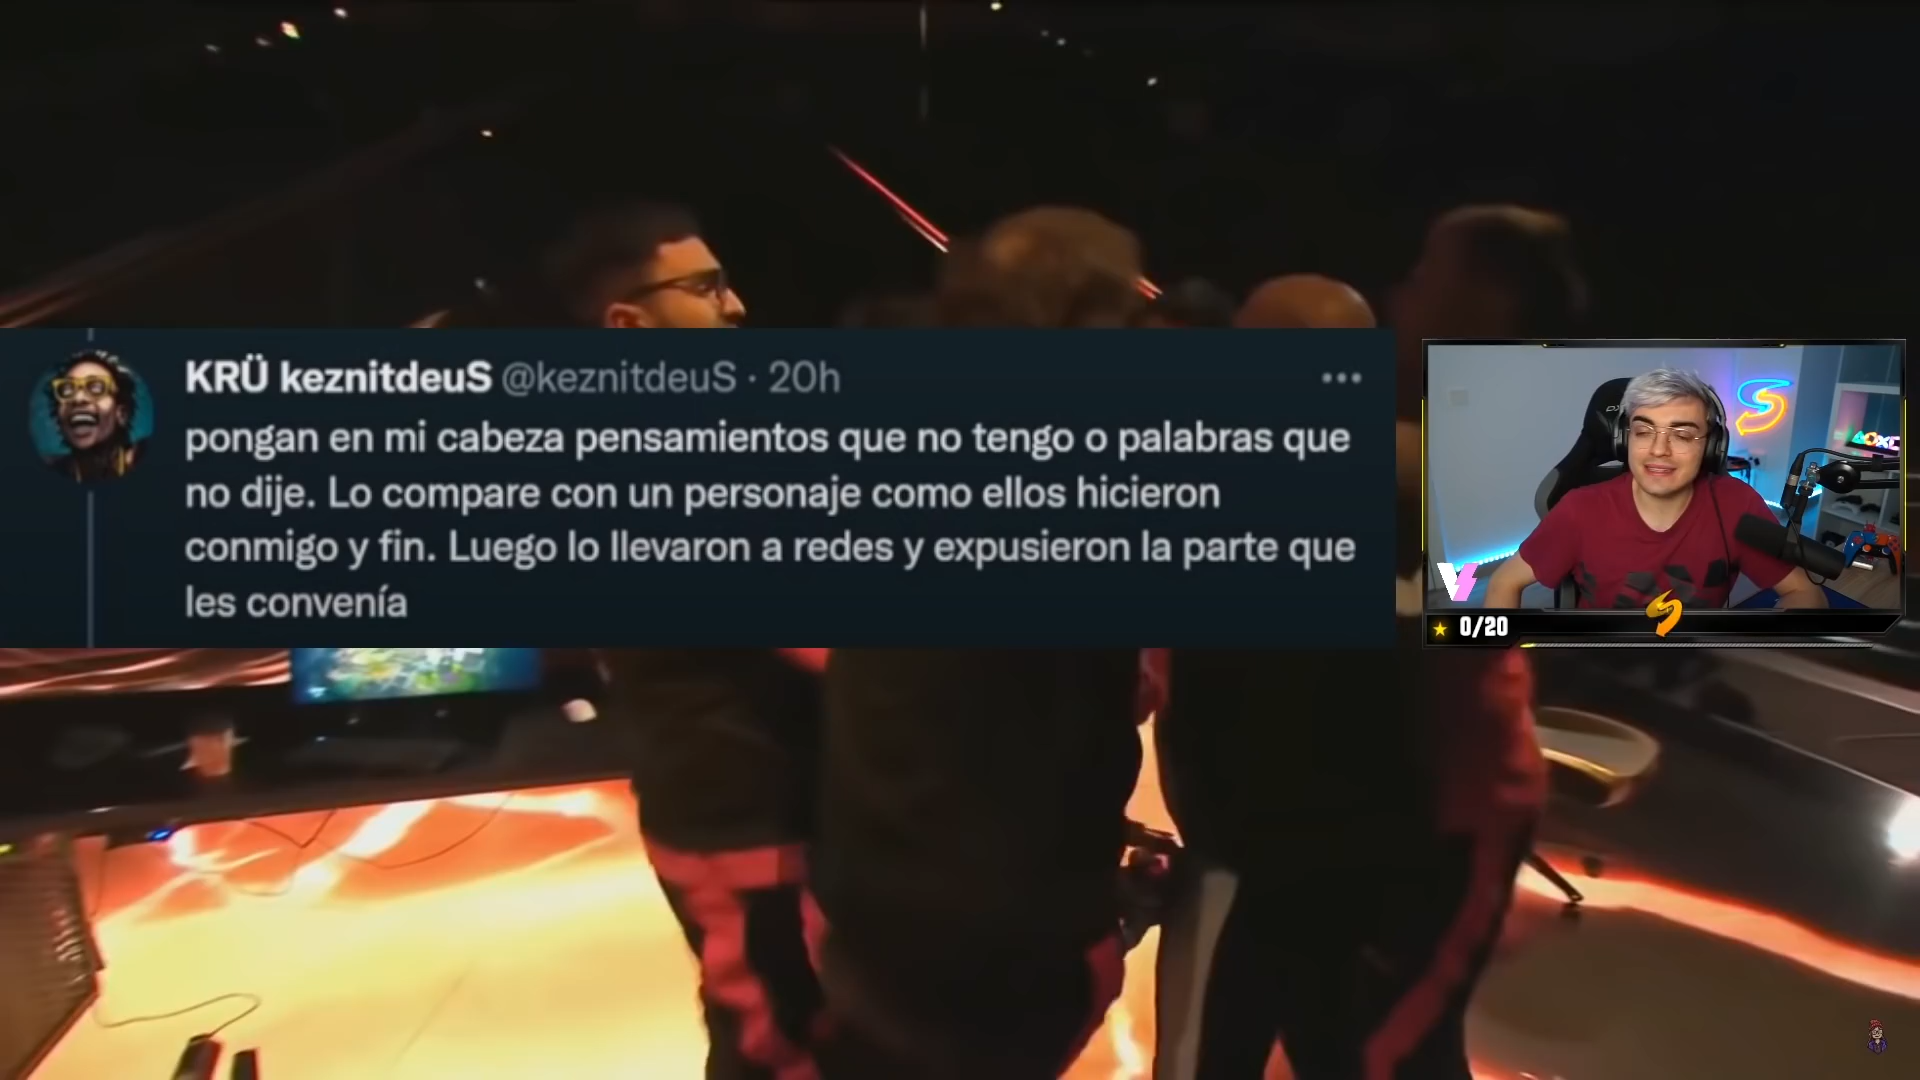 KRÜ keznitdeuS @keznitdeuS · 20h
pongan en mi cabeza pensamientos que no tengo o palabras que
no dije. Lo compare con un personaje como ellos hicieron
conmigo y fin. Luego lo llevaron a redes y expusieron la parte que
les convenía
0/20